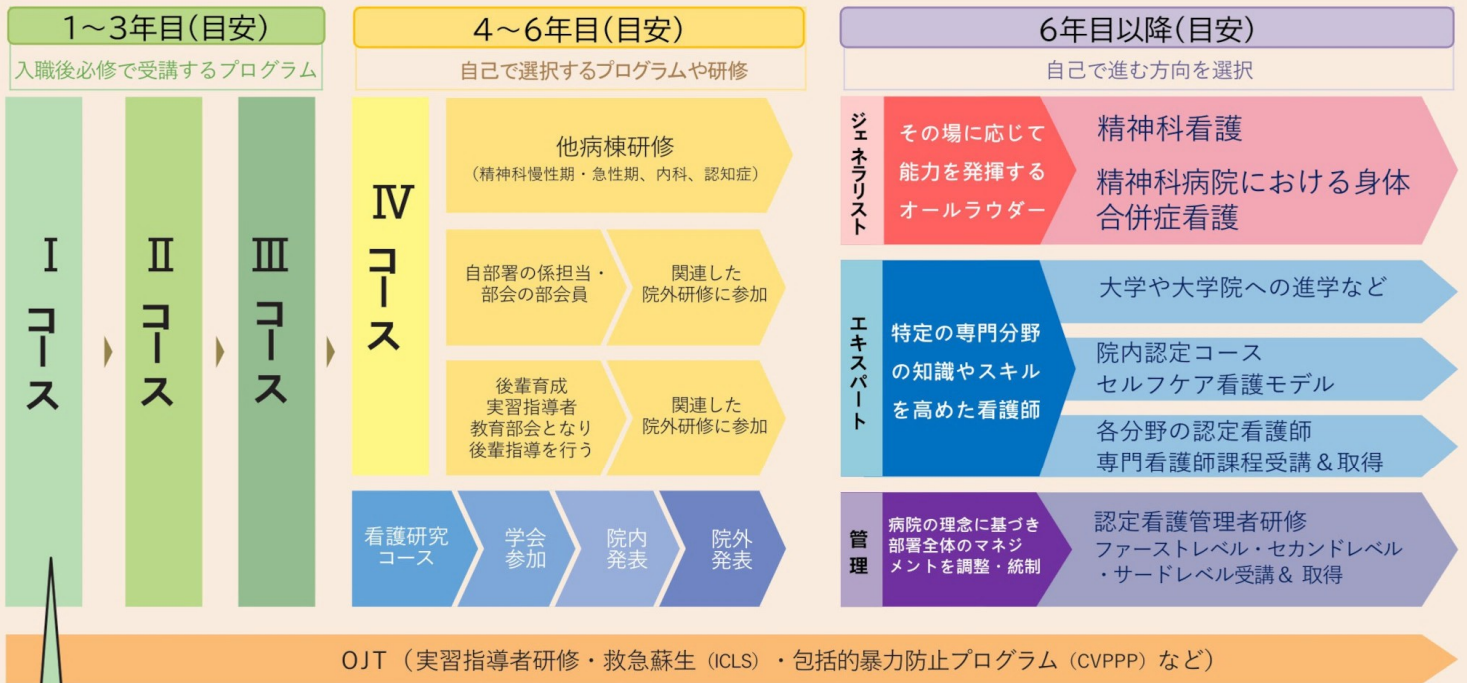 1～3年目(目安)
入職後必修で受講するプログラム
Ⅰコース
Ⅱコース
Ⅲコース
4～6年目(目安)
自己で選択するプログラムや研修
Ⅳコース
他病棟研修
（精神科慢性期・急性期、内科、認知症）
自部署の係担当・
部会の部会員
関連した
院外研修に参加
後輩育成
実習指導者
教育部会となり
後輩指導を行う
関連した
院外研修に参加
看護研究
コース
学会
参加
院内
発表
院外
発表
6年目以降(目安)
自己で進む方向を選択
ジェネラリスト
その場に応じて
能力を発揮する
オールラウダー
精神科看護
精神科病院における身体
合併症看護
エキスパート
特定の専門分野
の知識やスキル
を高めた看護師
大学や大学院への進学など
院内認定コース
セルフケア看護モデル
各分野の認定看護師
専門看護師課程受講＆取得
管理
病院の理念に基づき
部署全体のマネジ
メントを調整・統制
認定看護管理者研修
ファーストレベル・セカンドレベル
・サードレベル受講＆ 取得
OJT（実習指導者研修・救急蘇生（ICLS）・包括的暴力防止プログラム（CVPPP）など）